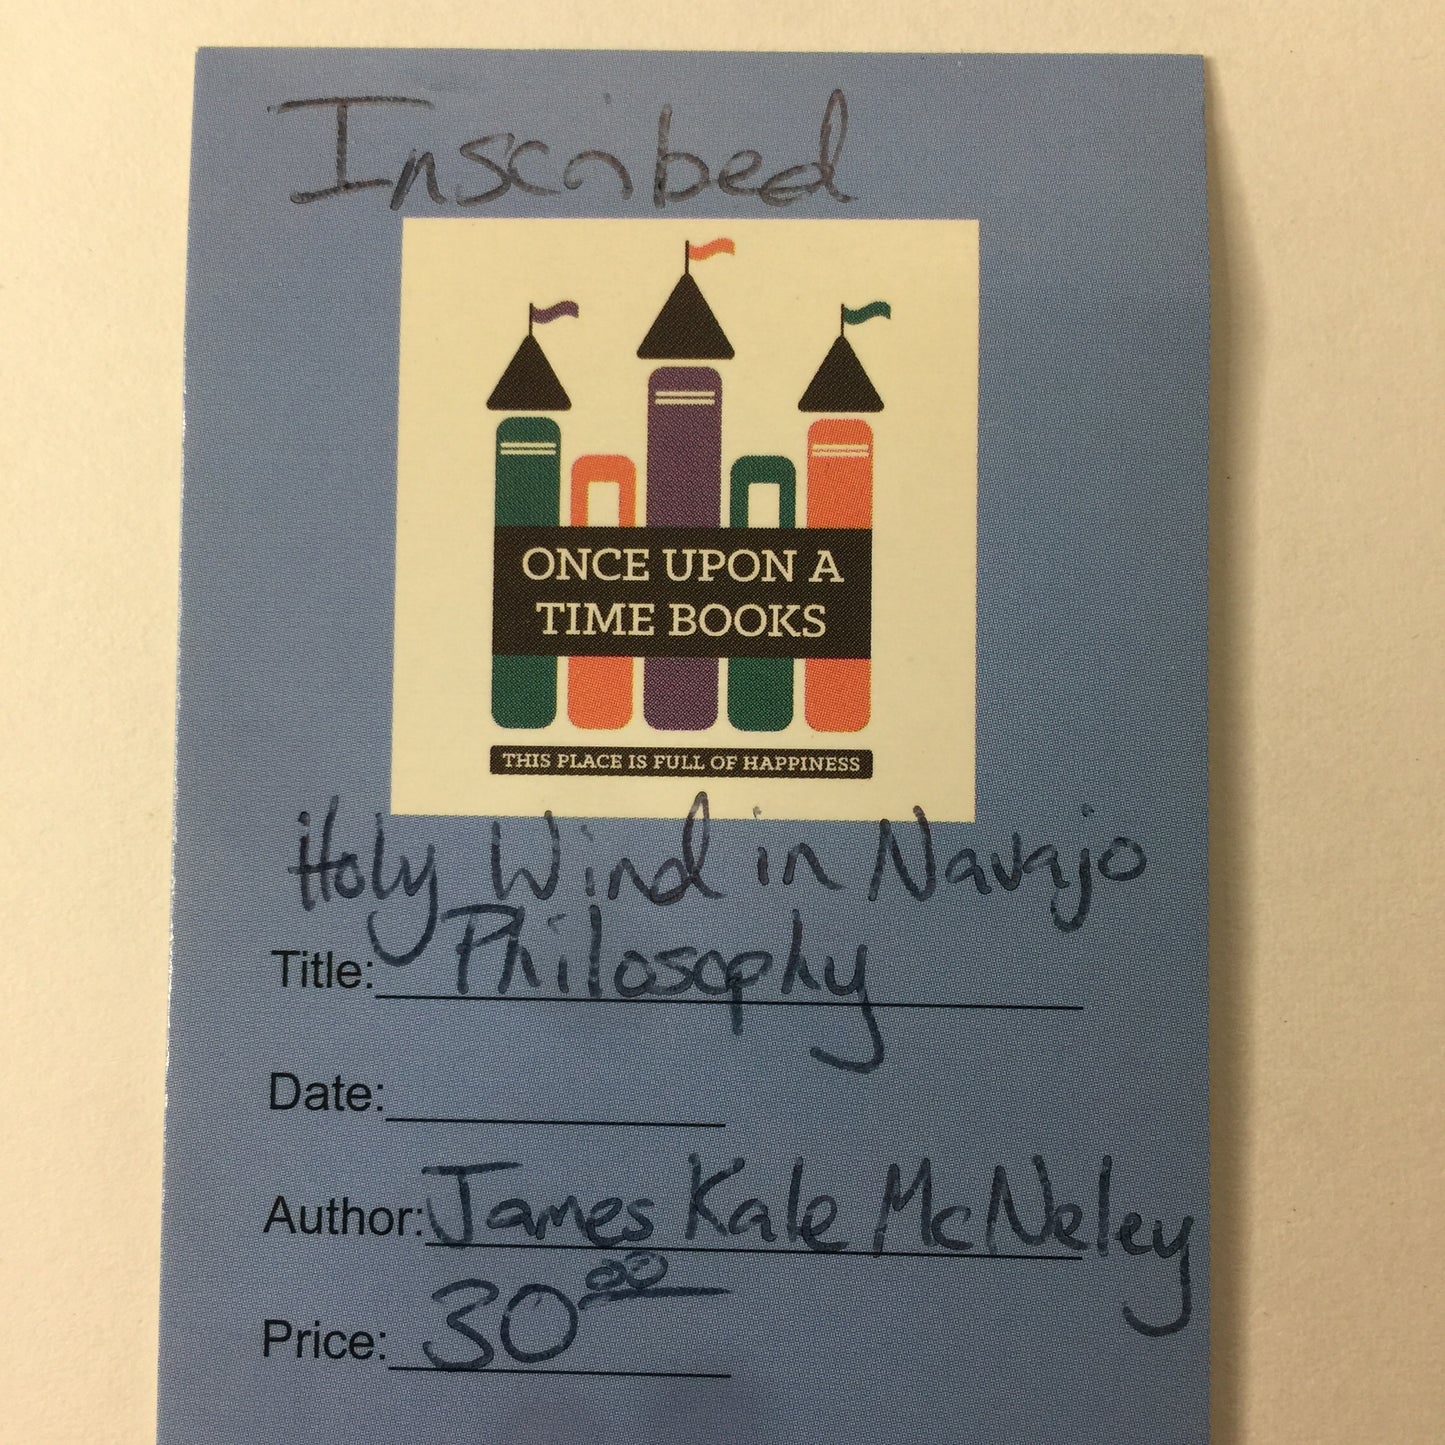 Inscribed
ONCE UPON A
TIME BOOKS
THIS PLACE IS FULL OF HAPPINESS
Holy Wind in Navajo
Title: Philosophy
Date:
Author: James Kale McNeley
Price: 30 00